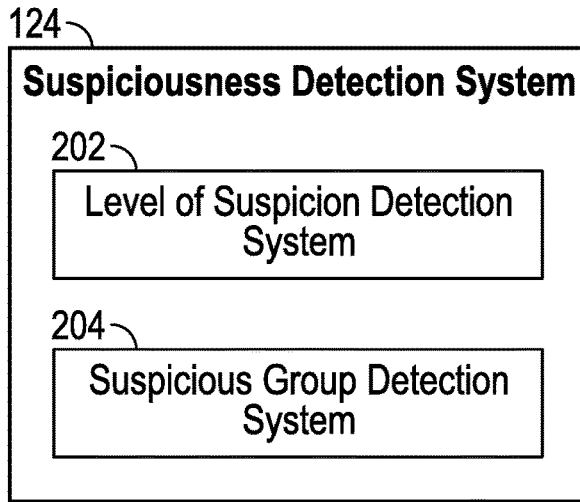 124
Suspiciousness Detection System
202
Level of Suspicion Detection
System
204
Suspicious Group Detection
System